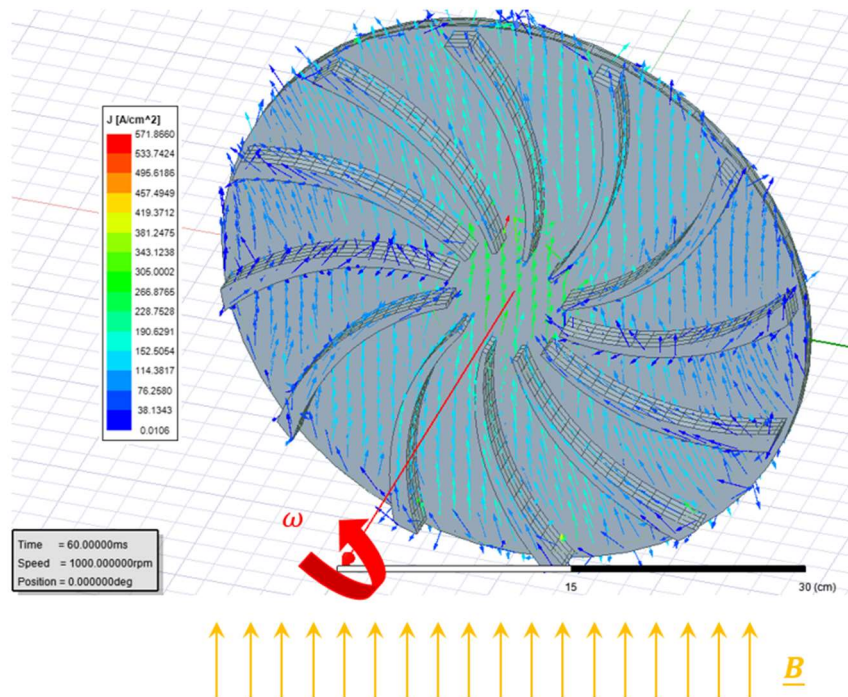 J [A/cm^2]
571.8660
533.7424
495.6186
457.4949
419.3712
381.2475
343.1238
305.0002
266.8765
228.7528
190.6291
152.5054
114.3817
76.2580
38.1343
0.0106
ω
Time = 60.00000ms
Speed = 1000.000000rpm
Position = 0.000000deg
15 30 (cm)
B